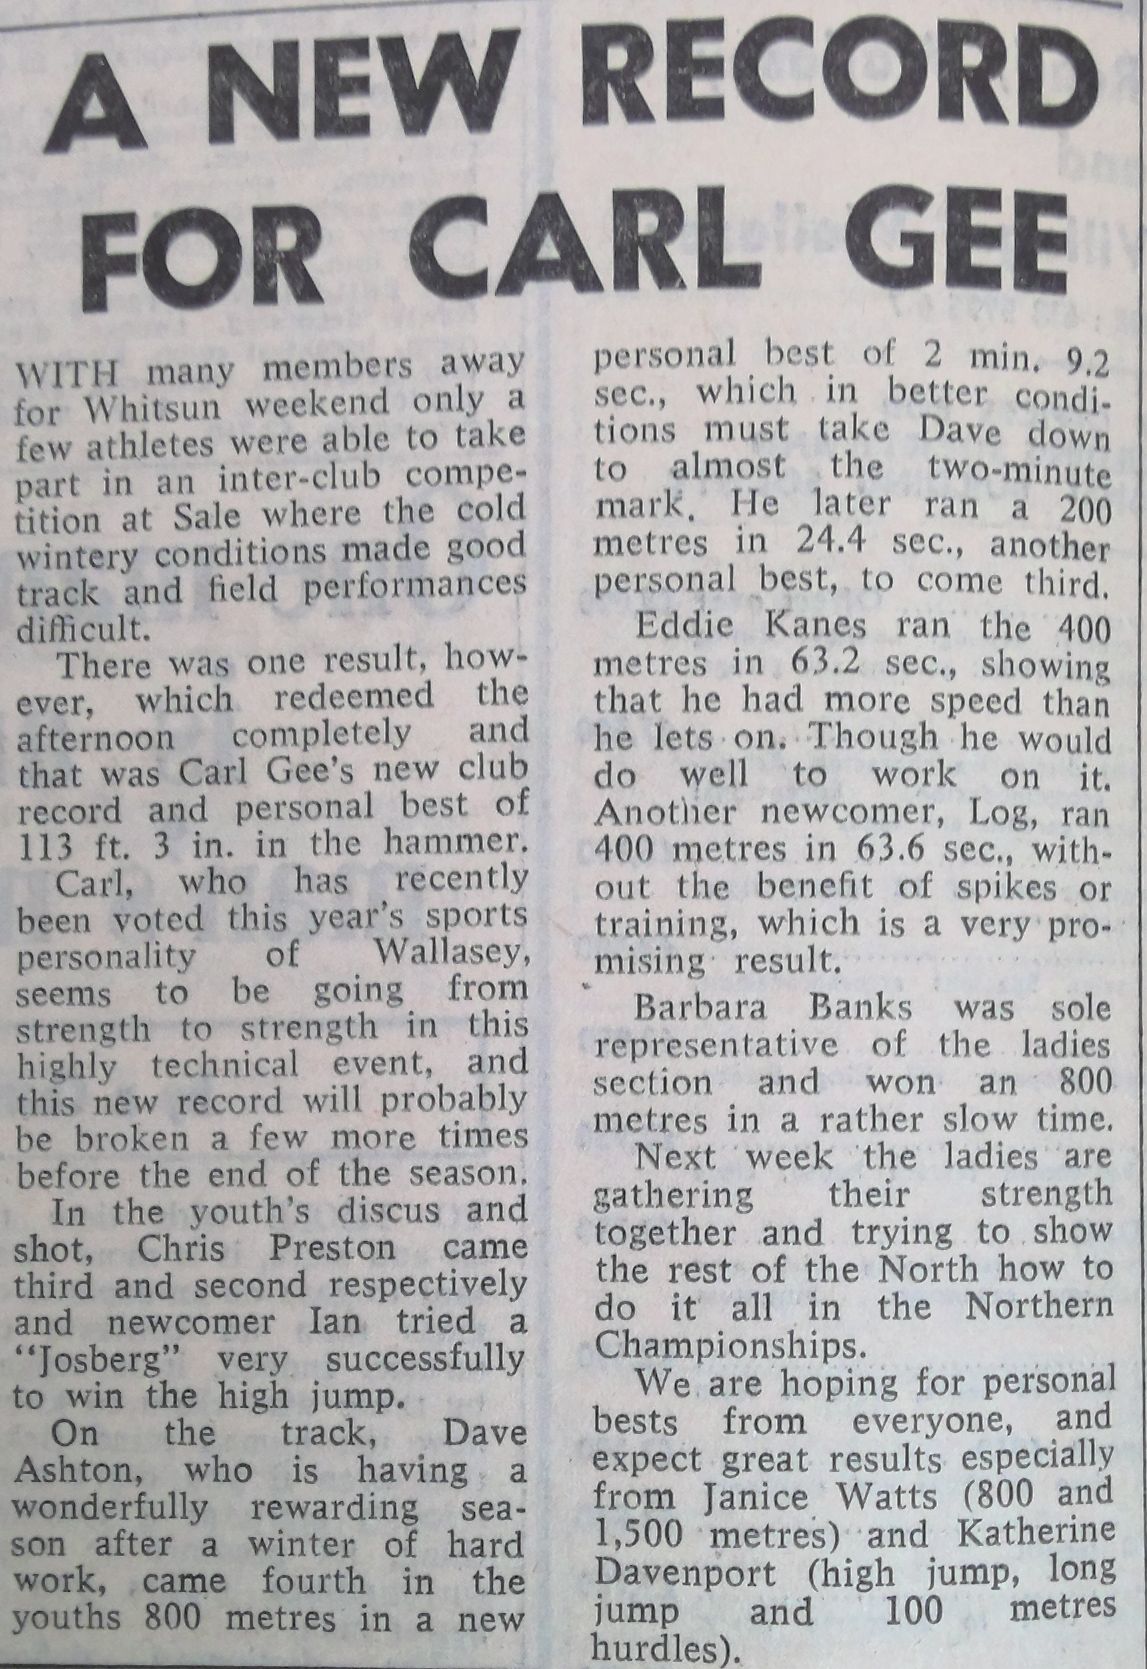 A NEW RECORD
FOR CARL GEE
WITH many members away
for Whitsun weekend only a
few athletes were able to take
part in an inter-club compe-
tition at Sale where the cold
wintery conditions made good
track and field performances
difficult.
There was one result, how-
ever, which redeemed the
afternoon completely and
that was Carl Gee's new club
record and personal best of
113 ft. 3 in. in the hammer.
Carl, who has recently
been voted this year's sports
personality of Wallasey,
seems to be going from
strength to strength in this
highly technical event, and
this new record will probably
be broken a few more times
before the end of the season.
In the youth's discus and
shot, Chris Preston came
third and second respectively
and newcomer Ian tried a
"Josberg" very successfully
to win the high jump.
On the track, Dave
Ashton, who is having a
wonderfully rewarding sea-
son after a winter of hard
work, came fourth in the
youths 800 metres in a new
personal best of 2 min. 9.2
sec., which in better condi-
tions must take Dave down
to almost the two-minute
mark. He later ran a 200
metres in 24.4 sec., another
personal best, to come third.
Eddie Kanes ran the 400
metres in 63.2 sec., showing
that he had more speed than
he lets on. Though he would
do well to work on it.
Another newcomer, Log, ran
400 metres in 63.6 sec., with-
out the benefit of spikes or
training, which is a very pro-
mising result.
Barbara Banks was sole
representative of the ladies
section and won an 800
metres in a rather slow time.
Next week the ladies are
gathering their strength
together and trying to show
the rest of the North how to
do it all in the Northern
Championships.
We are hoping for personal
bests from everyone, and
expect great results especially
from Janice Watts (800 and
1,500 metres) and Katherine
Davenport (high jump, long
jump and 100 metres
hurdles).